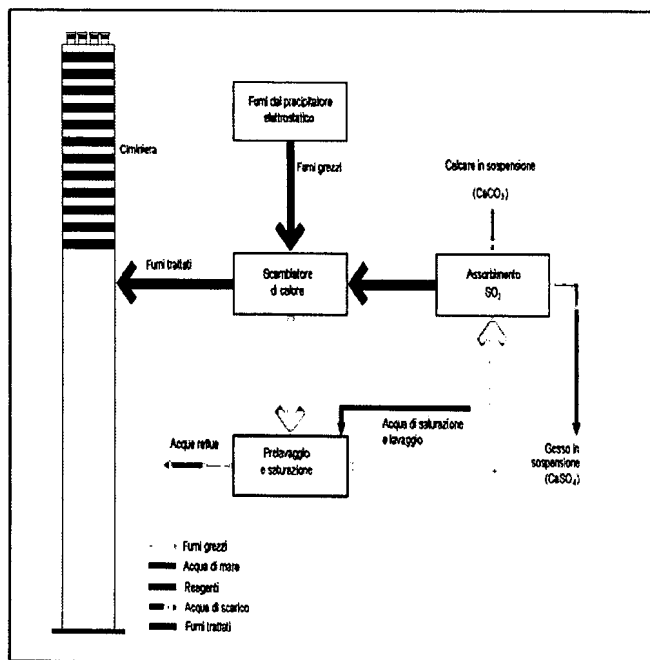 Fumi dal precipitatore
elettrostatico
Ciminiera
Fumi grezzi
Calcare in sospensione
(CaCO3)
Fumi trattati
Scambiatore
di calore
Assorbimento
SO2
Acqua di saturazione
e lavaggio
Acque reflue
Prelavaggio
e saturazione
Gesso in
sospensione
(CaSO4)
Fumi grezzi
Acqua di mare
Reagenti
Acqua di scarico
Fumi trattati